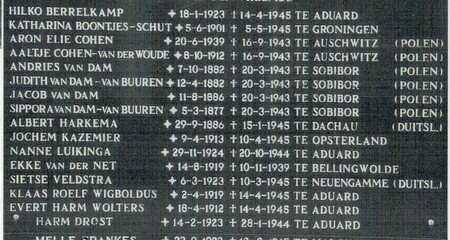 HILKO BERRELKAMP ✦ 18-1-1923 † 14-4-1945 TE ADUARD
KATHARINA BOONTJES-SCHUT ✦ 5-6-1901 † 5-5-1945 TE GRONINGEN
ARON ELIE COHEN ✦ 20-6-1939 † 16-9-1943 TE AUSCHWITZ (POLEN)
AALTJE COHEN-VAN DER WOUDE ✦ 8-10-1912 † 16-9-1943 TE AUSCHWITZ (POLEN)
ANDRIES VAN DAM ✦ 7-10-1882 † 20-3-1943 TE SOBIBOR (POLEN)
JUDITH VAN DAM-VAN BUUREN ✦ 12-4-1882 † 20-3-1943 TE SOBIBOR (POLEN)
JACOB VAN DAM ✦ 11-8-1886 † 20-3-1943 TE SOBIBOR (POLEN)
SIPPORA VAN DAM-VAN BUUREN ✦ 5-3-1877 † 20-3-1943 TE SOBIBOR (POLEN)
ALBERT HARKEMA ✦ 29-9-1886 † 15-1-1945 TE DACHAU (DUITSL.)
JOCHEM KAZEMIER ✦ 9-4-1913 † 10-4-1945 TE OPSTERLAND
NANNE LUIKINGA ✦ 29-11-1924 † 20-10-1944 TE ADUARD
EKKE VAN DER NET ✦ 14-8-1919 † 10-11-1939 TE BELLINGWOLDE
SIETSE VELDSTRA ✦ 6-3-1923 † 10-3-1945 TE NEUENGAMME (DUITSL.)
KLAAS ROELF WIGBOLDUS ✦ 2-4-1919 † 14-4-1945 TE ADUARD
EVERT HARM WOLTERS ✦ 18-4-1912 † 14-4-1945 TE ADUARD
HARM DROST ✦ 14-2-1923 † 28-1-1944 TE ADUARD